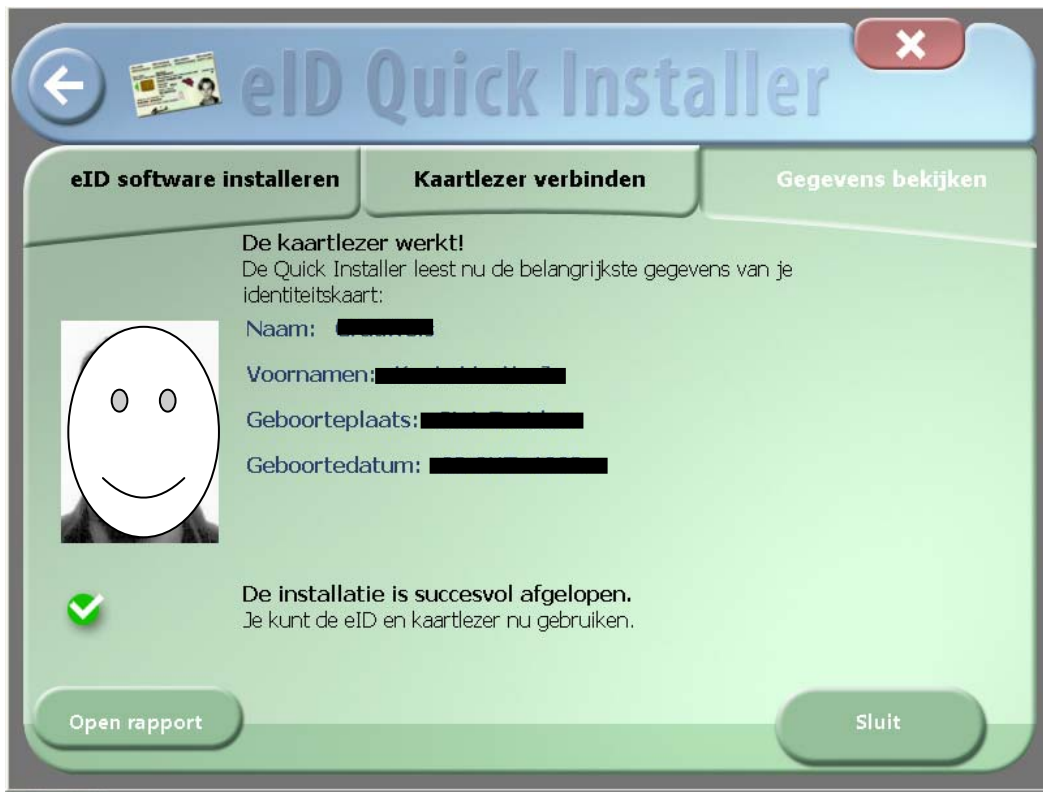 eID Quick Installer
eID software installeren
Kaartlezer verbinden
Gegevens bekijken
De kaartlezer werkt!
De Quick Installer leest nu de belangrijkste gegevens van je
identiteitskaart:
Naam:
Voornamen:
Geboorteplaats:
Geboortedatum:
De installatie is succesvol afgelopen.
Je kunt de eID en kaartlezer nu gebruiken.
Open rapport
Sluit